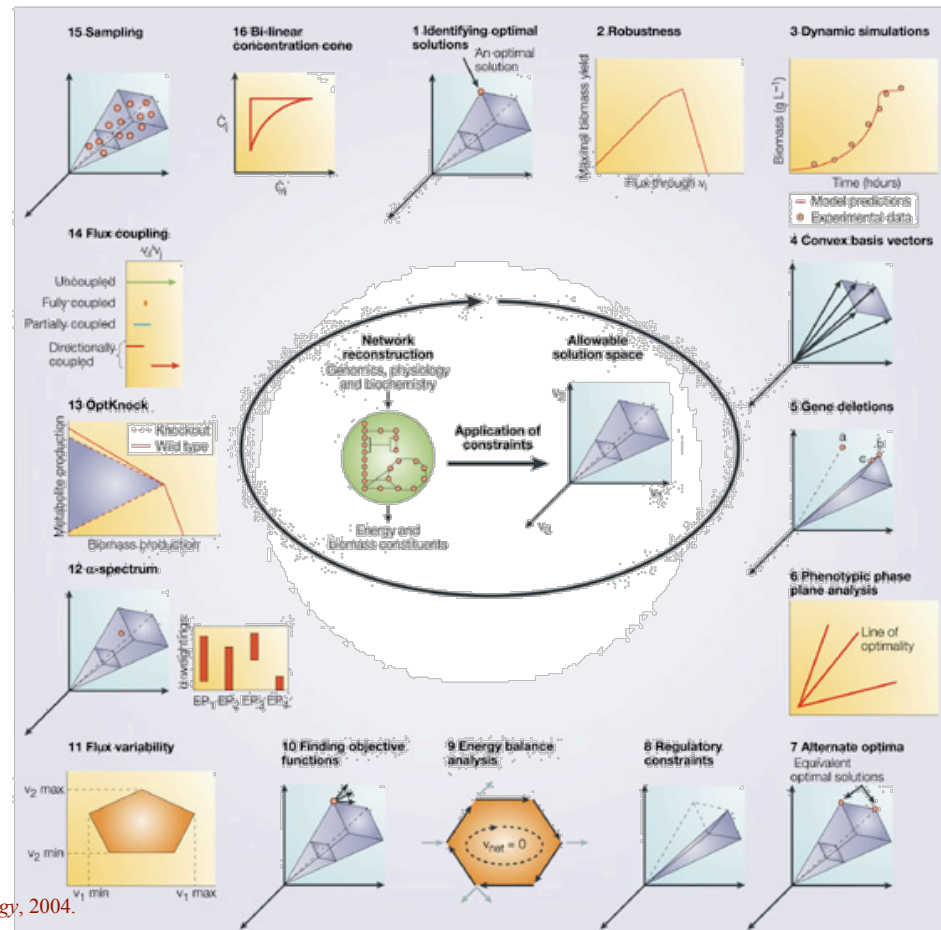 15 Sampling
16 Bi-linear
concentration cone
Cj
Ci
1 Identifying optimal
solutions
An optimal
solution
2 Robustness
Maximal biomass yield
Flux through vi
3 Dynamic simulations
Biomass (g L–1)
Time (hours)
Model predictions
Experimental data
14 Flux coupling
Uncoupled
Fully coupled
Partially coupled
Directionally
coupled
4 Convex basis vectors
Network
reconstruction
Genomics, physiology
and biochemistry
Energy and
biomass constituents
Application of
constraints
Allowable
solution space
13 OptKnock
Metabolite production
Knockout
Wild type
Biomass production
5 Gene deletions
a
b
c
12 α-spectrum
α-weightings
EP1 EP2 EP3 EP4
6 Phenotypic phase
plane analysis
Line of
optimality
11 Flux variability
v2 max
v2 min
v1 min
v1 max
10 Finding objective
functions
9 Energy balance
analysis
vnet = 0
8 Regulatory
constraints
7 Alternate optima
Equivalent
optimal solutions
gy, 2004.